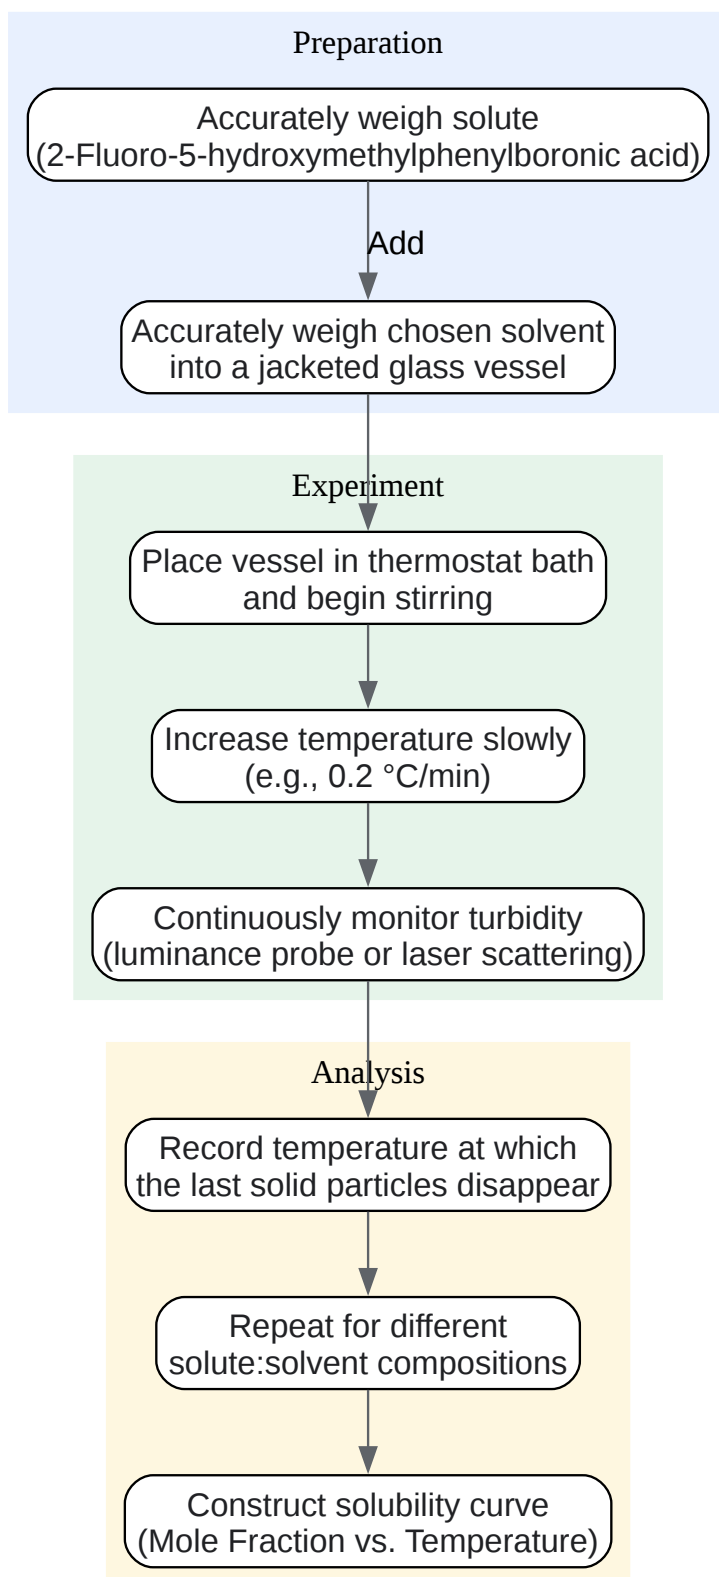 Preparation
Accurately weigh solute
(2-Fluoro-5-hydroxymethylphenylboronic acid)
Add
Accurately weigh chosen solvent
into a jacketed glass vessel
Experiment
Place vessel in thermostat bath
and begin stirring
Increase temperature slowly
(e.g., 0.2 °C/min)
Continuously monitor turbidity
(luminance probe or laser scattering)
Analysis
Record temperature at which
the last solid particles disappear
Repeat for different
solute:solvent compositions
Construct solubility curve
(Mole Fraction vs. Temperature)